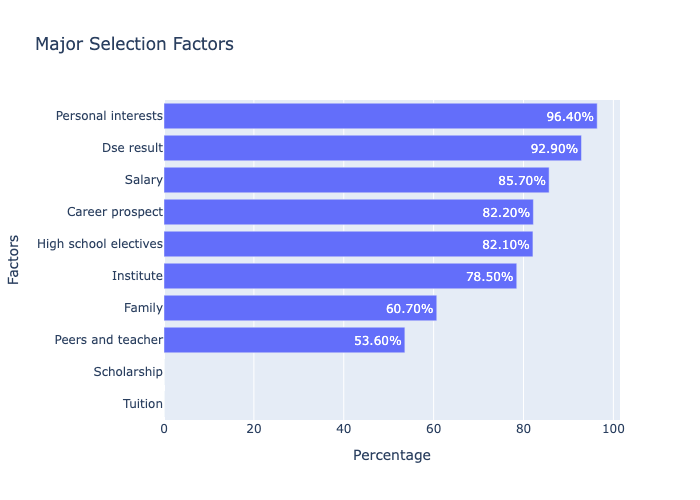 Major Selection Factors
Personal interests 96.40%
Dse result 92.90%
Salary 85.70%
Career prospect 82.20%
High school electives 82.10%
Institute 78.50%
Family 60.70%
Peers and teacher 53.60%
Scholarship
Tuition
0 20 40 60 80 100
Percentage
Factors